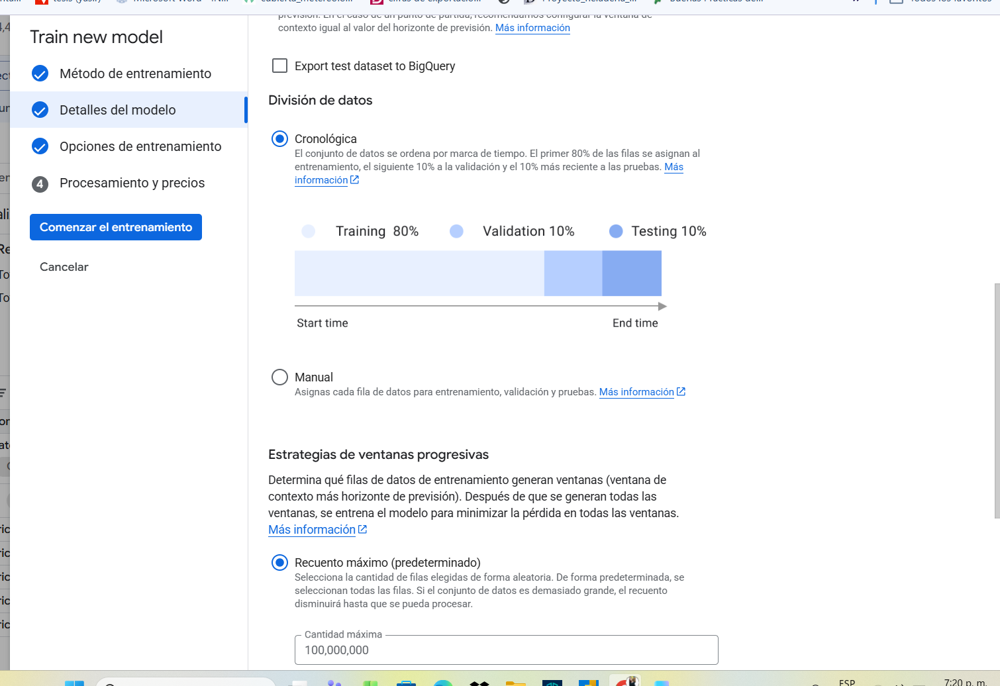 Train new model
Método de entrenamiento
Detalles del modelo
Opciones de entrenamiento
4 Procesamiento y precios
Comenzar el entrenamiento
Cancelar
contexto igual al valor del horizonte de previsión. Más información
Export test dataset to BigQuery
División de datos
Cronológica
El conjunto de datos se ordena por marca de tiempo. El primer 80% de las filas se asignan al
entrenamiento, el siguiente 10% a la validación y el 10% más reciente a las pruebas. Más
información
Training 80% Validation 10% Testing 10%
Start time End time
Manual
Asignas cada fila de datos para entrenamiento, validación y pruebas. Más información
Estrategias de ventanas progresivas
Determina qué filas de datos de entrenamiento generan ventanas (ventana de
contexto más horizonte de previsión). Después de que se generan todas las
ventanas, se entrena el modelo para minimizar la pérdida en todas las ventanas.
Más información
Recuento máximo (predeterminado)
Selecciona la cantidad de filas elegidas de forma aleatoria. De forma predeterminada, se
seleccionan todas las filas. Si el conjunto de datos es demasiado grande, el recuento
disminuirá hasta que se pueda procesar.
Cantidad máxima
100,000,000
ESP
7:20 p. m.